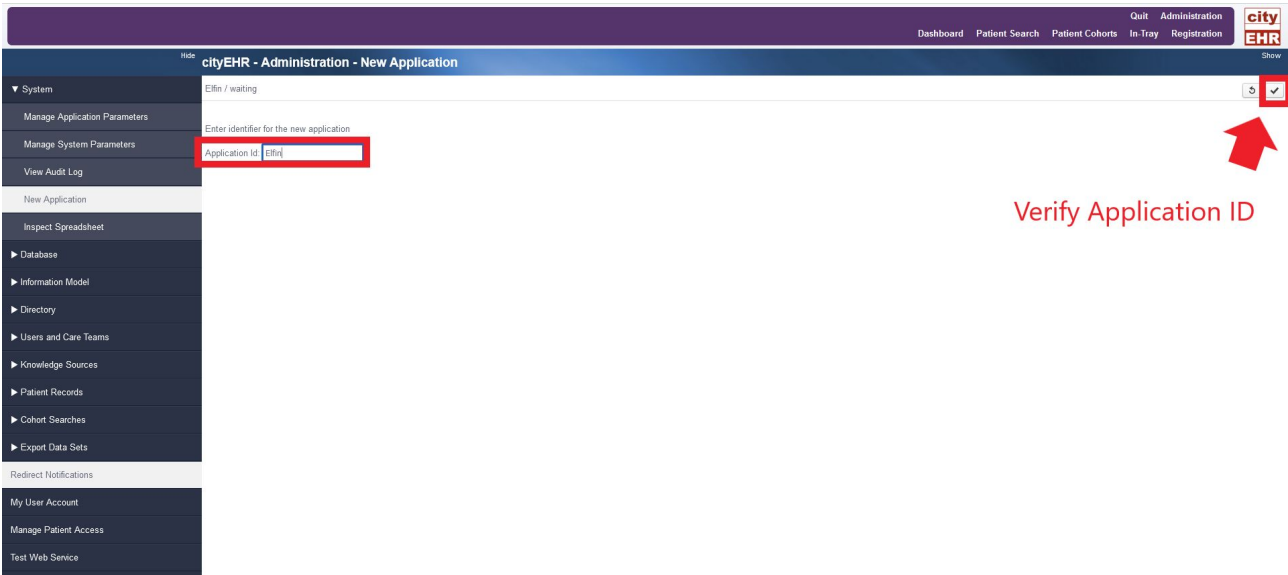 Quit Administration
Dashboard Patient Search Patient Cohorts In-Tray Registration
city
EHR
Hide
cityEHR - Administration - New Application
Show
▼ System
Elfin / waiting
Manage Application Parameters
Enter identifier for the new application
Manage System Parameters
Application Id: Elfin
View Audit Log
New Application
Verify Application ID
Inspect Spreadsheet
▶ Database
▶ Information Model
▶ Directory
▶ Users and Care Teams
▶ Knowledge Sources
▶ Patient Records
▶ Cohort Searches
▶ Export Data Sets
Redirect Notifications
My User Account
Manage Patient Access
Test Web Service